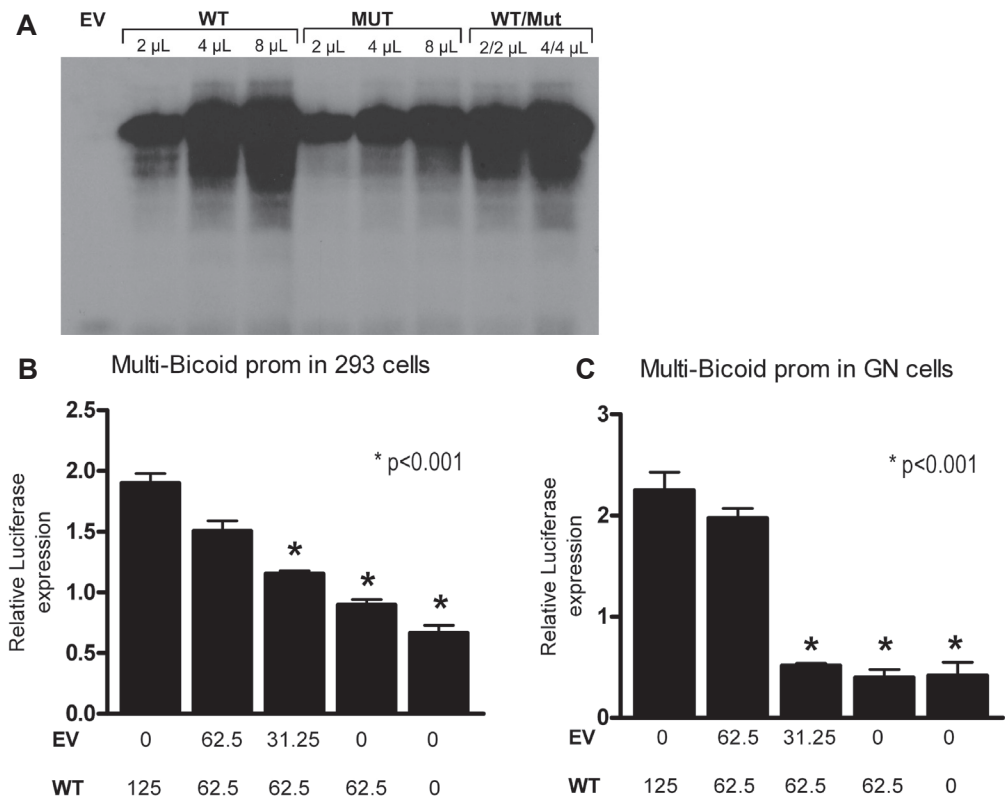 A
EV WT MUT WT/Mut
2 µL 4 µL 8 µL 2 µL 4 µL 8 µL 2/2 µL 4/4 µL
B Multi-Bicoid prom in 293 cells
Relative Luciferase
expression
2.5
2.0
1.5
1.0
0.5
0.0
* p<0.001
*
*
*
EV 0 62.5 31.25 0 0
WT 125 62.5 62.5 62.5 0
C Multi-Bicoid prom in GN cells
Relative Luciferase
expression
3
2
1
0
* p<0.001
* * *
EV 0 62.5 31.25 0 0
WT 125 62.5 62.5 62.5 0